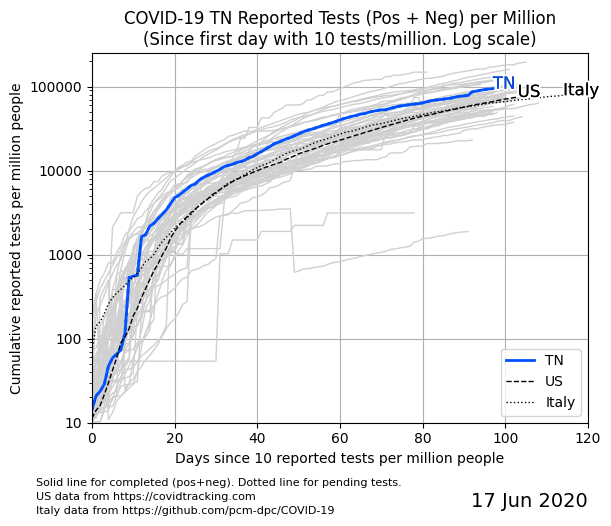 COVID-19 TN Reported Tests (Pos + Neg) per Million
(Since first day with 10 tests/million. Log scale)
Cumulative reported tests per million people
100000
10000
1000
100
10
TN
US
Italy
TN
US
Italy
0
20
40
60
80
100
120
Days since 10 reported tests per million people
Solid line for completed (pos+neg). Dotted line for pending tests.
US data from https://covidtracking.com
Italy data from https://github.com/pcm-dpc/COVID-19
17 Jun 2020